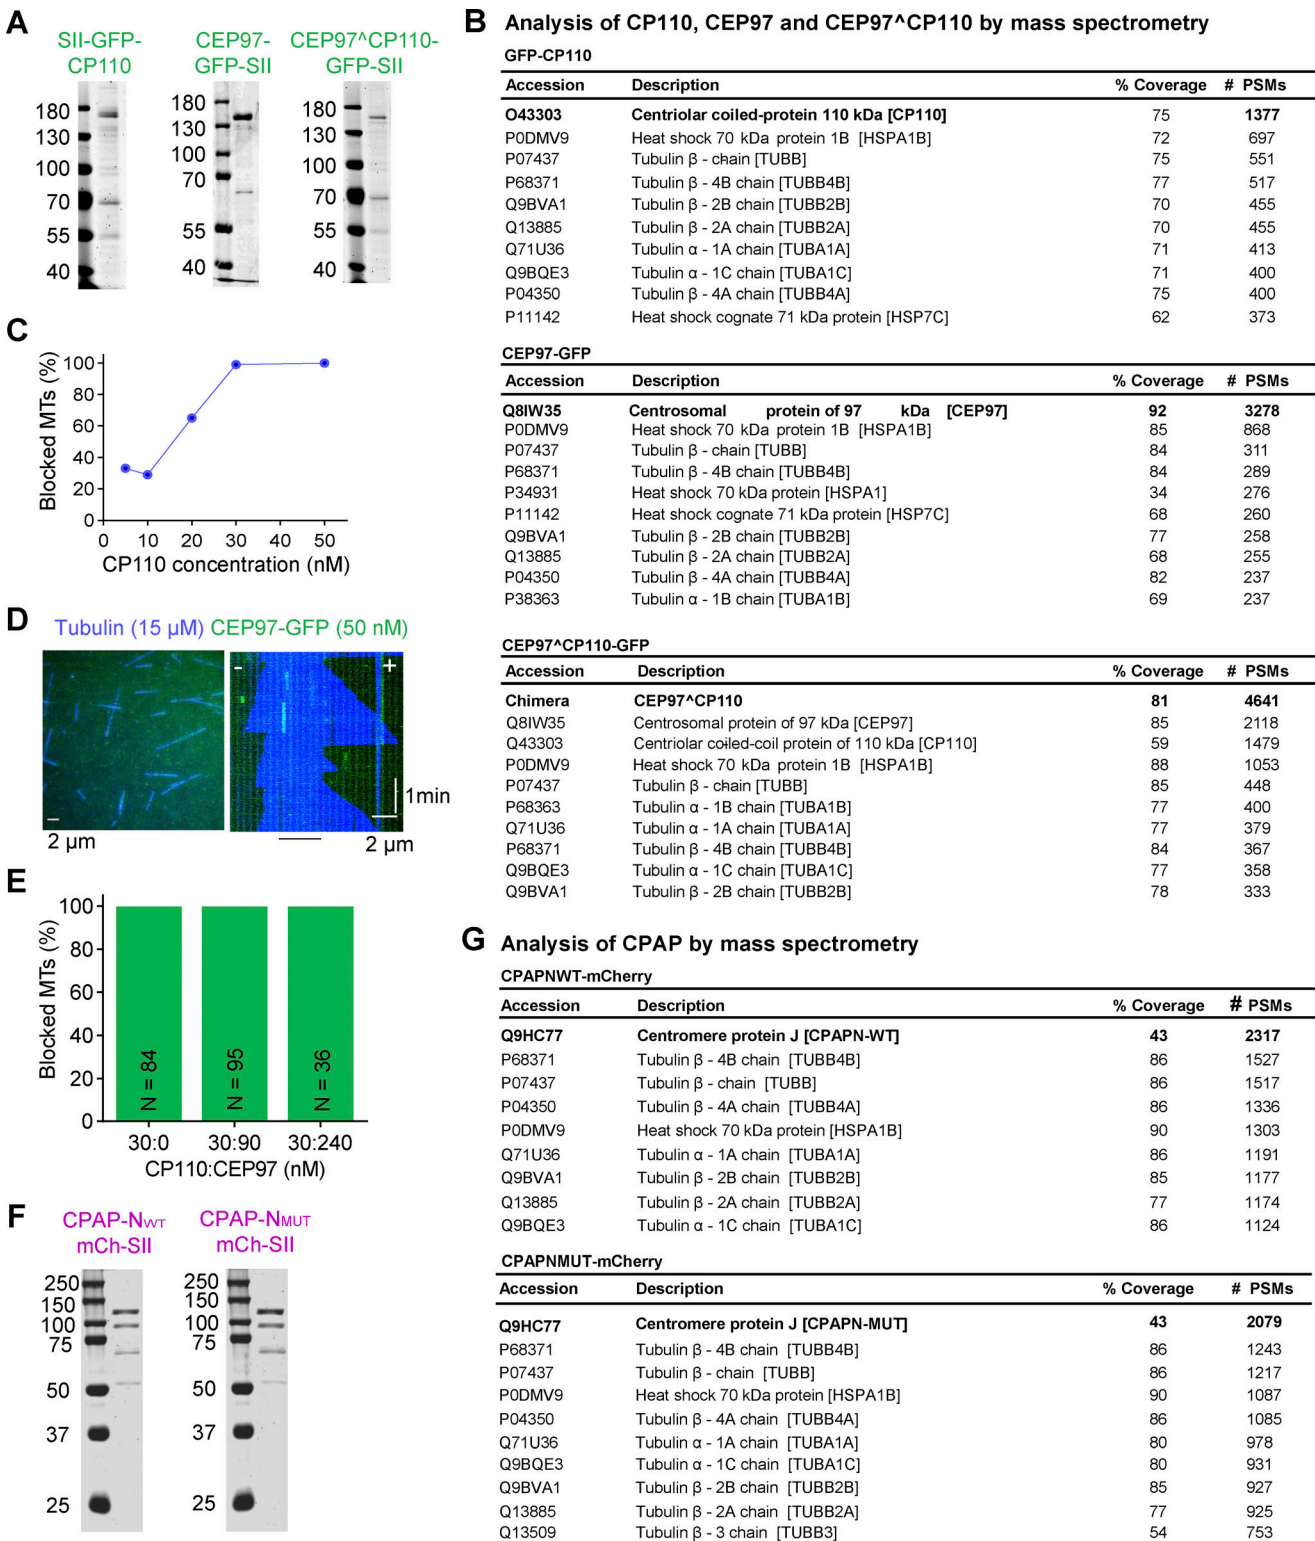 A
SII-GFP-
CP110
CEP97-
GFP-SII
CEP97^CP110-
GFP-SII
180
130
100
70
55
40
180
130
100
70
55
40
180
130
100
70
55
40
B Analysis of CP110, CEP97 and CEP97^CP110 by mass spectrometry
GFP-CP110
Accession Description % Coverage # PSMs
O43303 Centriolar coiled-protein 110 kDa [CP110] 75 1377
P0DMV9 Heat shock 70 kDa protein 1B [HSPA1B] 72 697
P07437 Tubulin β - chain [TUBB] 75 551
P68371 Tubulin β - 4B chain [TUBB4B] 77 517
Q9BVA1 Tubulin β - 2B chain [TUBB2B] 70 455
Q13885 Tubulin β - 2A chain [TUBB2A] 70 455
Q71U36 Tubulin α - 1A chain [TUBA1A] 71 413
Q9BQE3 Tubulin α - 1C chain [TUBA1C] 71 400
P04350 Tubulin β - 4A chain [TUBB4A] 75 400
P11142 Heat shock cognate 71 kDa protein [HSP7C] 62 373
CEP97-GFP
Accession Description % Coverage # PSMs
Q8IW35 Centrosomal protein of 97 kDa [CEP97] 92 3278
P0DMV9 Heat shock 70 kDa protein 1B [HSPA1B] 85 868
P07437 Tubulin β - chain [TUBB] 84 311
P68371 Tubulin β - 4B chain [TUBB4B] 84 289
P34931 Heat shock 70 kDa protein [HSPA1] 34 276
P11142 Heat shock cognate 71 kDa protein [HSP7C] 68 260
Q9BVA1 Tubulin β - 2B chain [TUBB2B] 77 258
Q13885 Tubulin β - 2A chain [TUBB2A] 68 255
P04350 Tubulin β - 4A chain [TUBB4A] 82 237
P38363 Tubulin α - 1B chain [TUBA1B] 69 237
CEP97^CP110-GFP
Accession Description % Coverage # PSMs
Chimera CEP97^CP110 81 4641
Q8IW35 Centrosomal protein of 97 kDa [CEP97] 85 2118
Q43303 Centriolar coiled-coil protein of 110 kDa [CP110] 59 1479
P0DMV9 Heat shock 70 kDa protein 1B [HSPA1B] 88 1053
P07437 Tubulin β - chain [TUBB] 85 448
P68363 Tubulin α - 1B chain [TUBA1B] 77 400
Q71U36 Tubulin α - 1A chain [TUBA1A] 77 379
P68371 Tubulin β - 4B chain [TUBB4B] 84 367
Q9BQE3 Tubulin α - 1C chain [TUBA1C] 77 358
Q9BVA1 Tubulin β - 2B chain [TUBB2B] 78 333
C
Blocked MTs (%)
100
80
60
40
20
0
0 10 20 30 40 50
CP110 concentration (nM)
D
Tubulin (15 µM) CEP97-GFP (50 nM)
- +
1min
2 µm 2 µm
E
Blocked MTs (%)
100
80
60
40
20
0
N = 84 N = 95 N = 36
30:0 30:90 30:240
CP110:CEP97 (nM)
F
CPAP-NWT
mCh-SII
CPAP-NMUT
mCh-SII
250
150
100
75
50
37
25
250
150
100
75
50
37
25
G Analysis of CPAP by mass spectrometry
CPAPNWT-mCherry
Accession Description % Coverage # PSMs
Q9HC77 Centromere protein J [CPAPN-WT] 43 2317
P68371 Tubulin β - 4B chain [TUBB4B] 86 1527
P07437 Tubulin β - chain [TUBB] 86 1517
P04350 Tubulin β - 4A chain [TUBB4A] 86 1336
P0DMV9 Heat shock 70 kDa protein [HSPA1B] 90 1303
Q71U36 Tubulin α - 1A chain [TUBA1A] 86 1191
Q9BVA1 Tubulin β - 2B chain [TUBB2B] 85 1177
Q13885 Tubulin β - 2A chain [TUBB2A] 77 1174
Q9BQE3 Tubulin α - 1C chain [TUBA1C] 86 1124
CPAPNMUT-mCherry
Accession Description % Coverage # PSMs
Q9HC77 Centromere protein J [CPAPN-MUT] 43 2079
P68371 Tubulin β - 4B chain [TUBB4B] 86 1243
P07437 Tubulin β - chain [TUBB] 86 1217
P0DMV9 Heat shock 70 kDa protein [HSPA1B] 90 1087
P04350 Tubulin β - 4A chain [TUBB4A] 86 1085
Q71U36 Tubulin α - 1A chain [TUBA1A] 80 978
Q9BQE3 Tubulin α - 1C chain [TUBA1C] 80 931
Q9BVA1 Tubulin β - 2B chain [TUBB2B] 85 927
Q13885 Tubulin β - 2A chain [TUBB2A] 77 925
Q13509 Tubulin β - 3 chain [TUBB3] 54 753